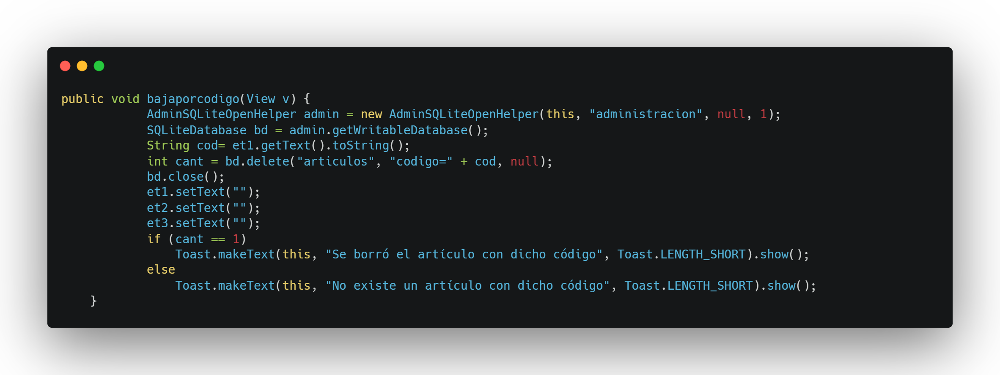 public void bajaporcodigo(View v) {
            AdminSQLiteOpenHelper admin = new AdminSQLiteOpenHelper(this, "administracion", null, 1);
            SQLiteDatabase bd = admin.getWritableDatabase();
            String cod= et1.getText().toString();
            int cant = bd.delete("articulos", "codigo=" + cod, null);
            bd.close();
            et1.setText("");
            et2.setText("");
            et3.setText("");
            if (cant == 1)
                Toast.makeText(this, "Se borró el artículo con dicho código", Toast.LENGTH_SHORT).show();
            else
                Toast.makeText(this, "No existe un artículo con dicho código", Toast.LENGTH_SHORT).show();
    }